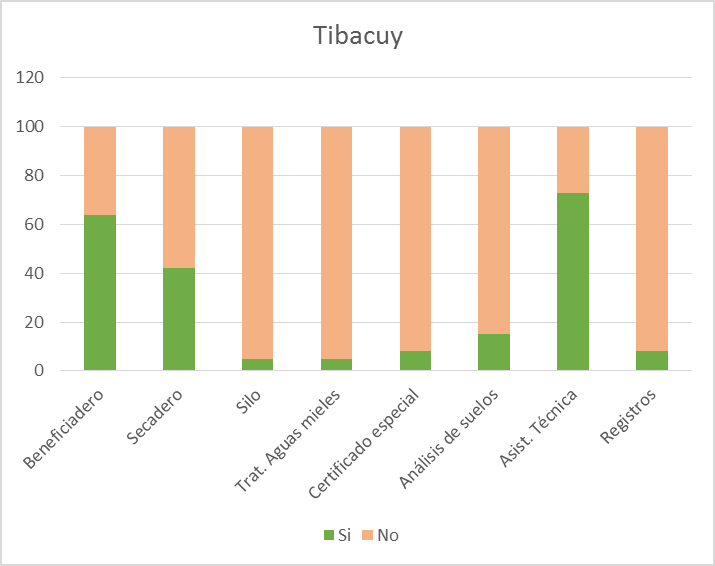 Tibacuy
120
100
80
60
40
20
0
Beneficiadero
Secadero
Silo
Trat. Aguas mieles
Certificado especial
Análisis de suelos
Asist. Técnica
Registros
Si No